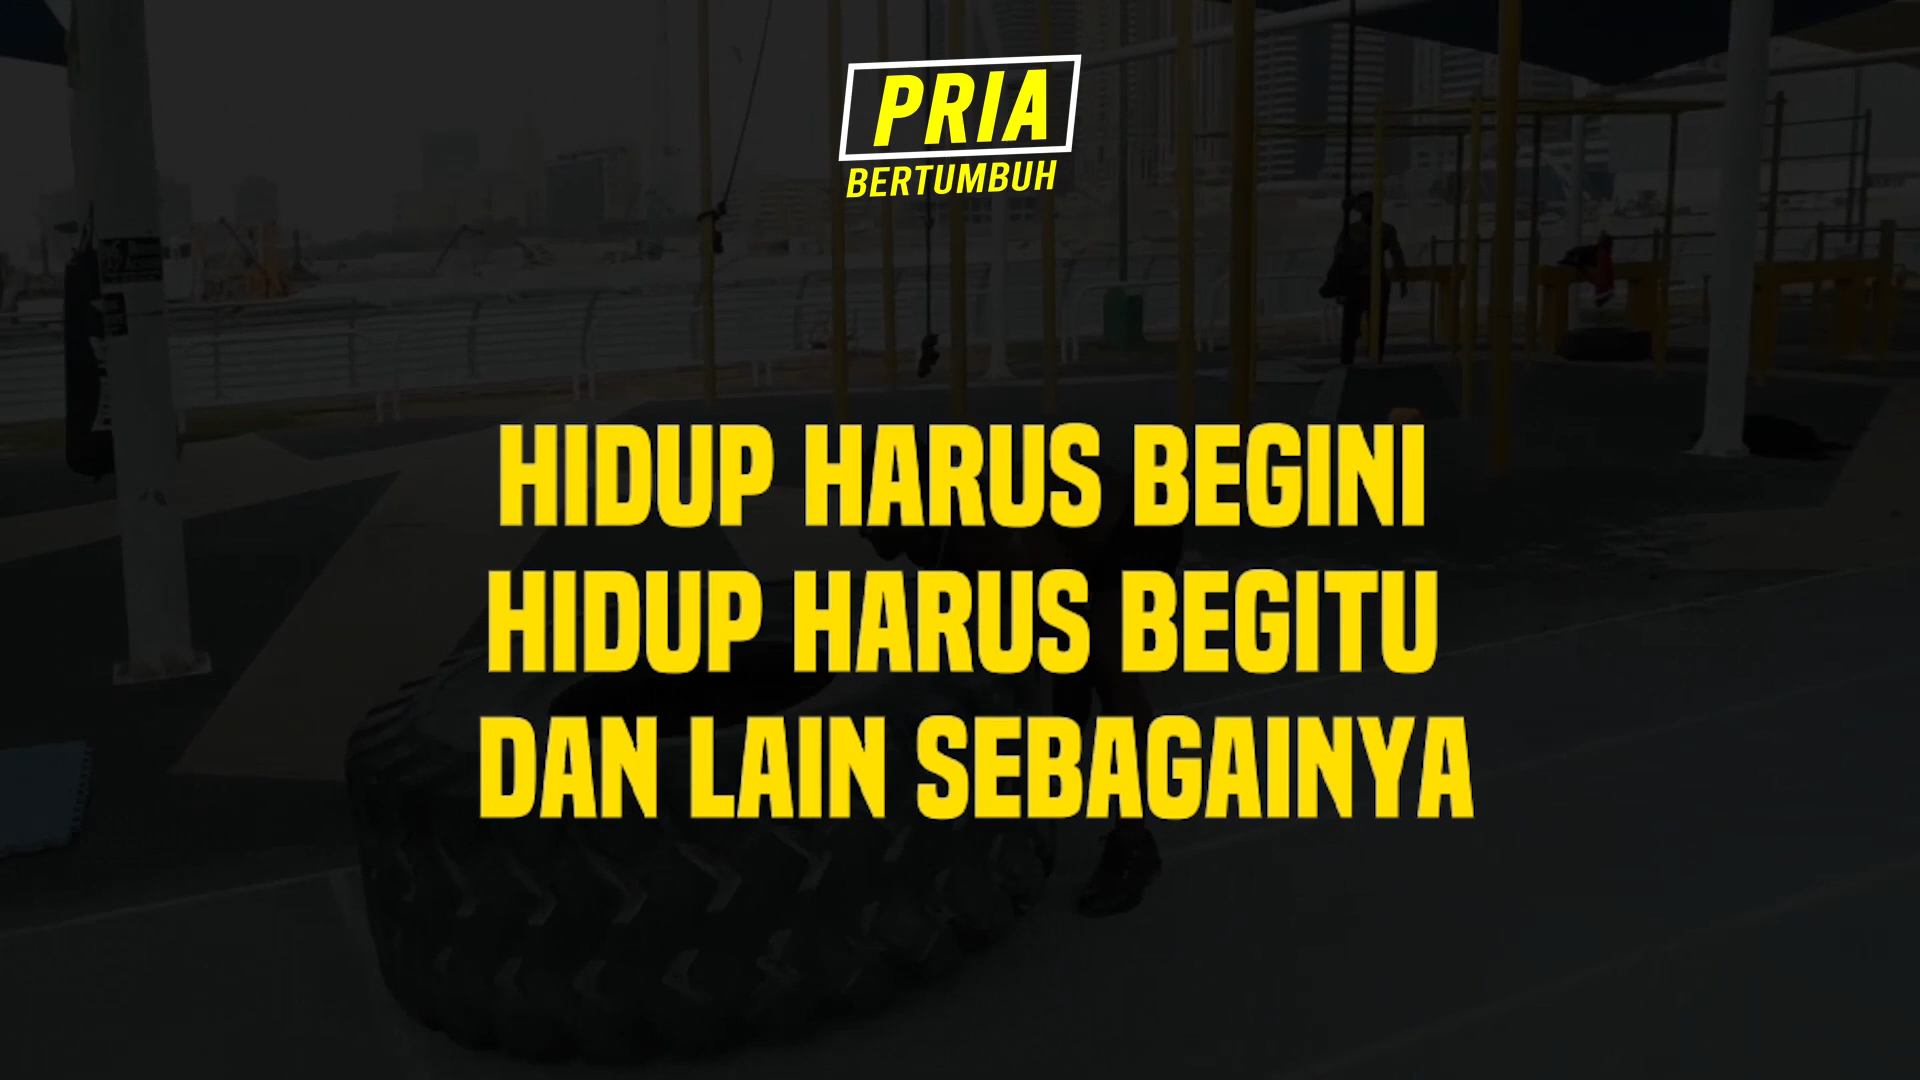 PRIA
BERTUMBUH
HIDUP HARUS BEGINI
HIDUP HARUS BEGITU
DAN LAIN SEBAGAINYA